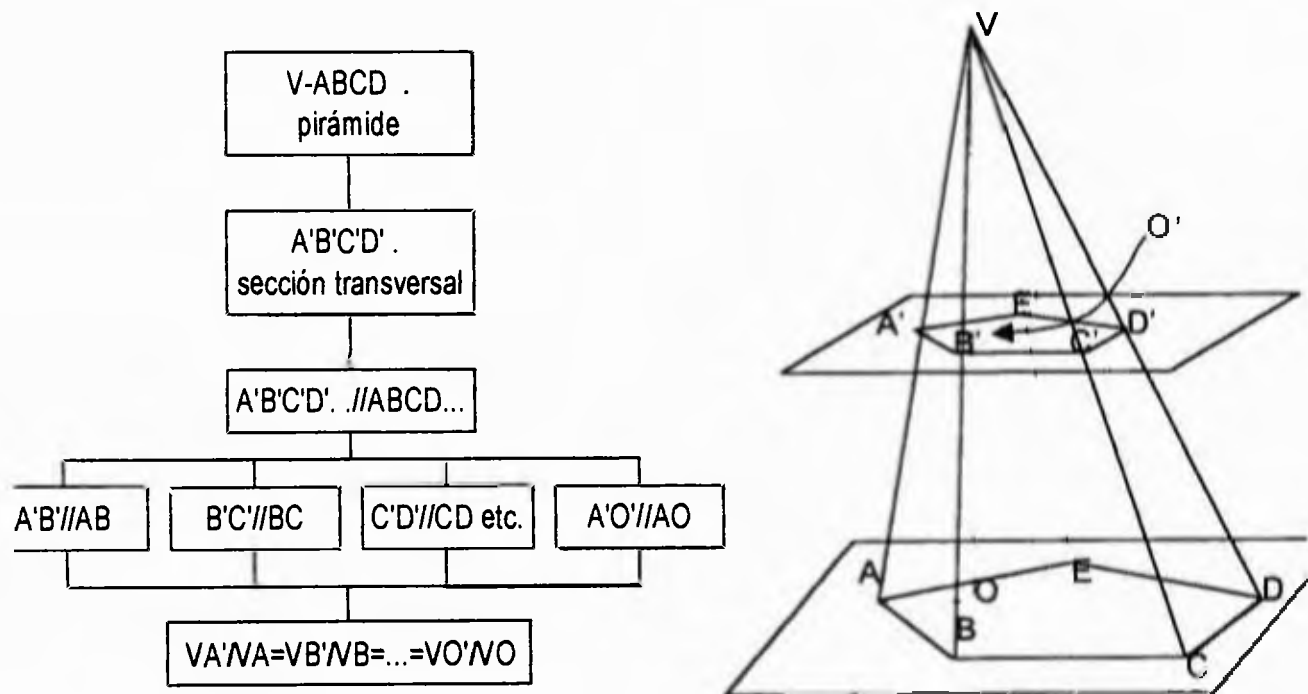 V-ABCD .
pirámide
A'B'C'D' .
sección transversal
A'B'C'D'. .//ABCD...
A'B'//AB
B'C'//BC
C'D'//CD etc.
A'O'//AO
VA'/VA=VB'/VB=...=VO'/VO
V
O'
E'
A'
B'
C'
D'
A
E
O
D
B
C